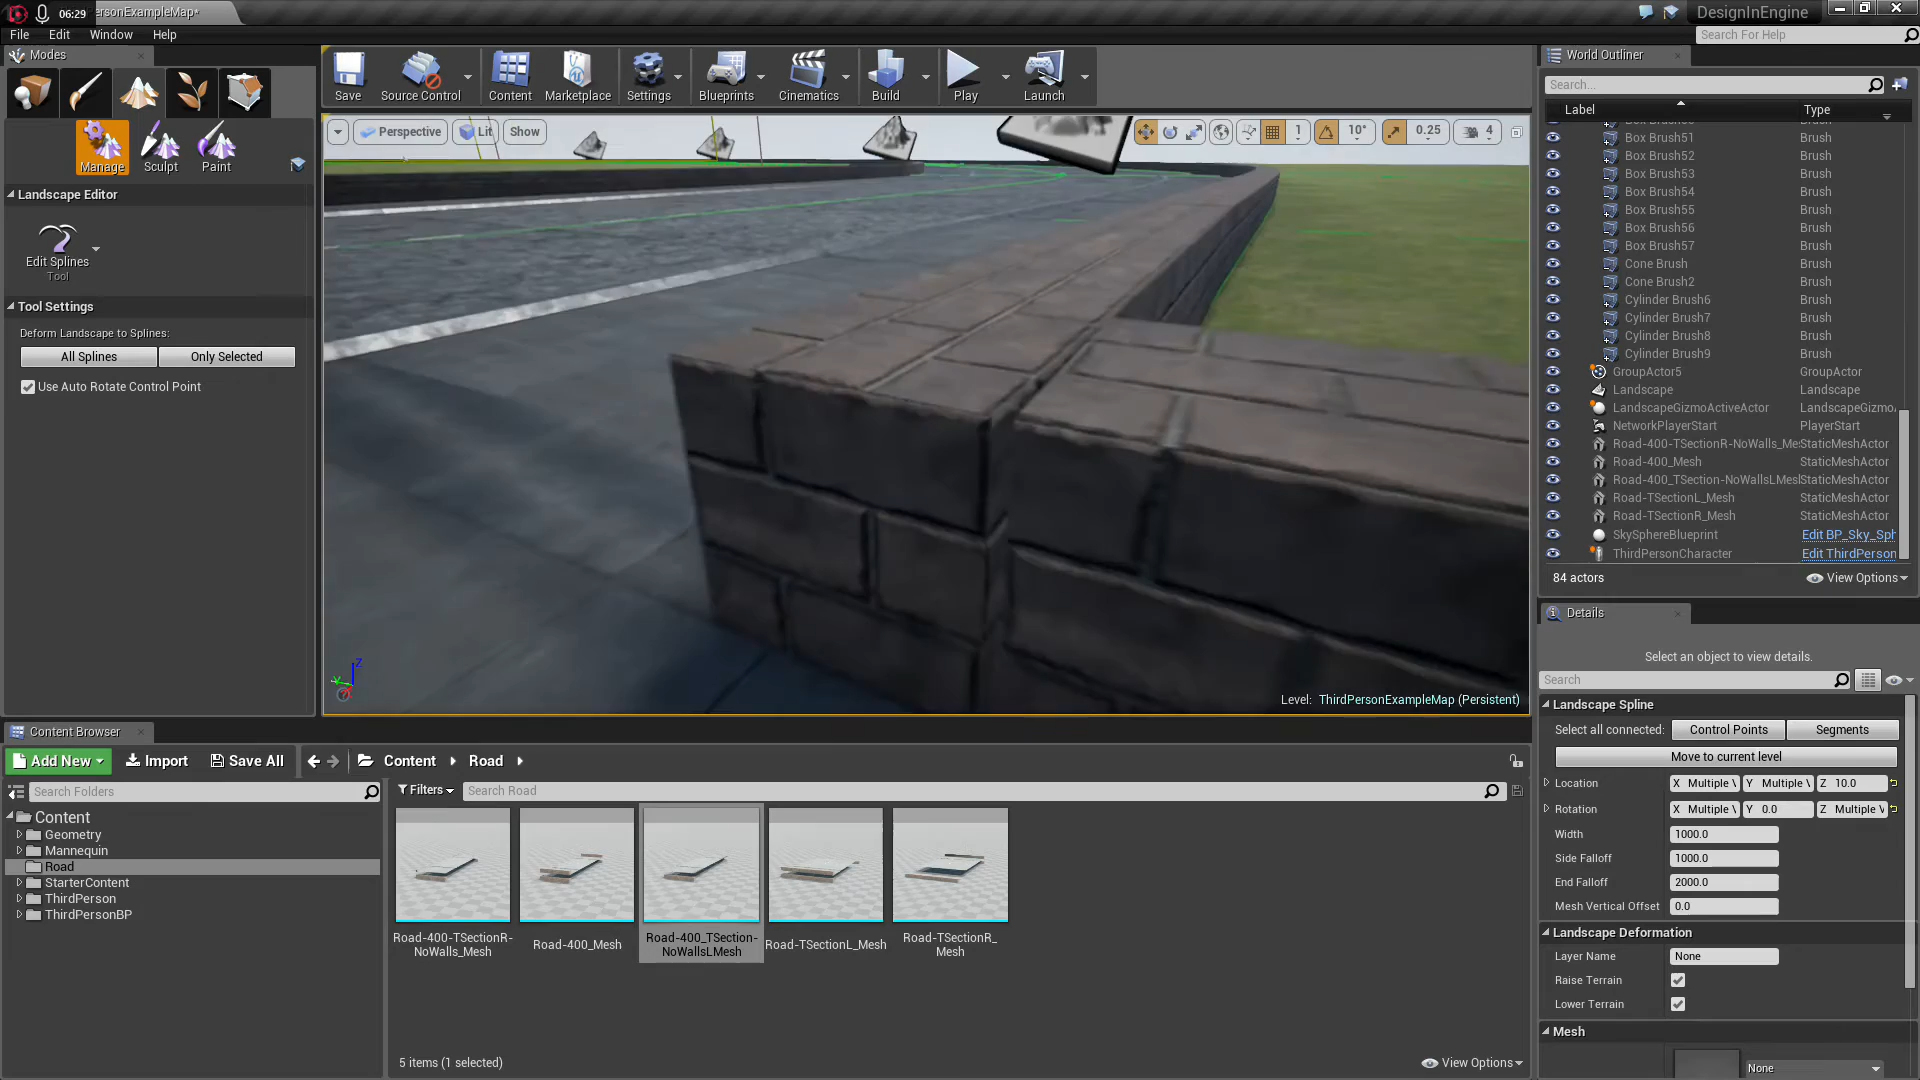 06:29
ersonExampleMap*
DesignInEngine
File Edit Window Help
Search For Help
Modes
Manage Sculpt Paint
Landscape Editor
Edit Splines
Tool
Tool Settings
Deform Landscape to Splines:
All Splines Only Selected
Use Auto Rotate Control Point
Save Source Control Content Marketplace Settings Blueprints Cinematics Build Play Launch
Perspective Lit Show
1 10° 0.25 4
Z
Level: ThirdPersonExampleMap (Persistent)
World Outliner
Search...
Label Type
Box Brush51 Brush
Box Brush52 Brush
Box Brush53 Brush
Box Brush54 Brush
Box Brush55 Brush
Box Brush56 Brush
Box Brush57 Brush
Cone Brush Brush
Cone Brush2 Brush
Cylinder Brush6 Brush
Cylinder Brush7 Brush
Cylinder Brush8 Brush
Cylinder Brush9 Brush
GroupActor5 GroupActor
Landscape Landscape
LandscapeGizmoActiveActor LandscapeGizmo
NetworkPlayerStart PlayerStart
Road-400-TSectionR-NoWalls_Me StaticMeshActor
Road-400_Mesh StaticMeshActor
Road-400_TSection-NoWallsLMesh StaticMeshActor
Road-TSectionL_Mesh StaticMeshActor
Road-TSectionR_Mesh StaticMeshActor
SkySphereBlueprint Edit BP_Sky_Sph
ThirdPersonCharacter Edit ThirdPerson
84 actors View Options
Details
Select an object to view details.
Search
Landscape Spline
Select all connected: Control Points Segments
Move to current level
Location X Multiple V Y Multiple V Z 10.0
Rotation X Multiple V Y 0.0 Z Multiple V
Width 1000.0
Side Falloff 1000.0
End Falloff 2000.0
Mesh Vertical Offset 0.0
Landscape Deformation
Layer Name None
Raise Terrain
Lower Terrain
Mesh
None
Content Browser
Add New Import Save All Content Road
Search Folders
Filters Search Road
Content
Geometry
Mannequin
Road
StarterContent
ThirdPerson
ThirdPersonBP
Road-400-TSectionR-
NoWalls_Mesh
Road-400_Mesh
Road-400_TSection-
NoWallsLMesh
Road-TSectionL_Mesh
Road-TSectionR_
Mesh
5 items (1 selected) View Options